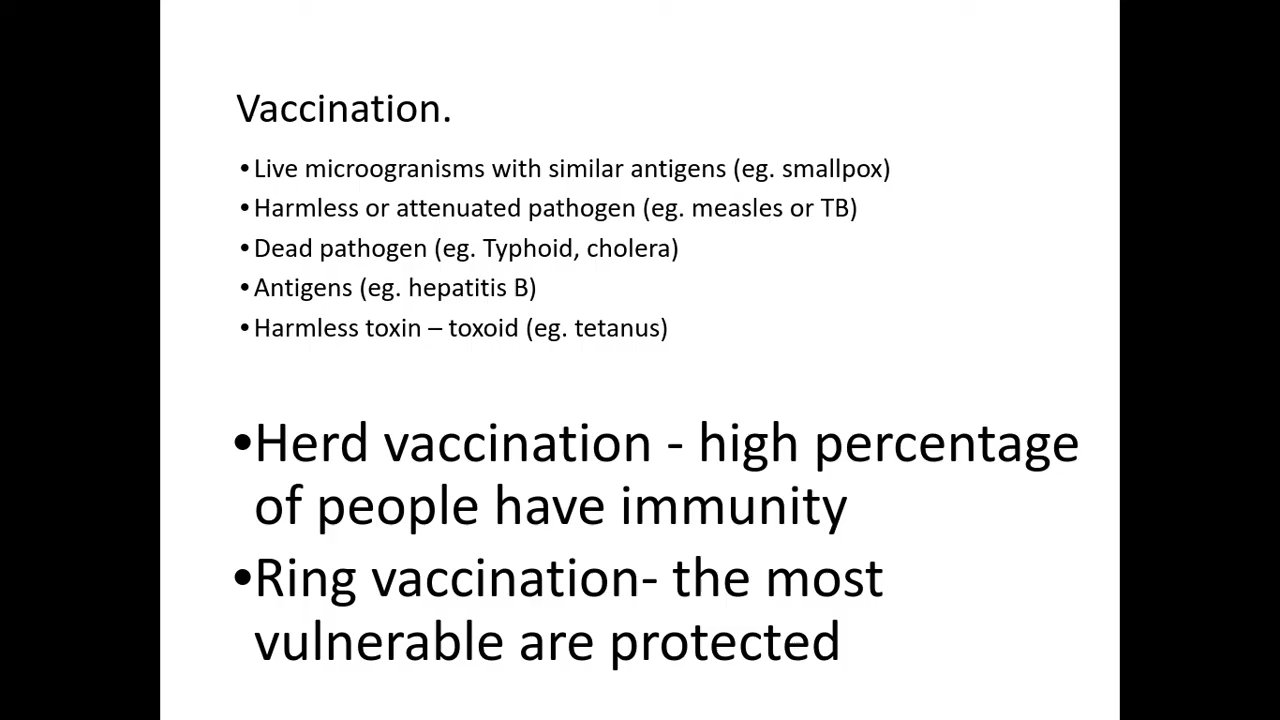 Vaccination.
•Live microogranisms with similar antigens (eg. smallpox)
•Harmless or attenuated pathogen (eg. measles or TB)
•Dead pathogen (eg. Typhoid, cholera)
•Antigens (eg. hepatitis B)
•Harmless toxin – toxoid (eg. tetanus)
•Herd vaccination - high percentage
of people have immunity
•Ring vaccination- the most
vulnerable are protected